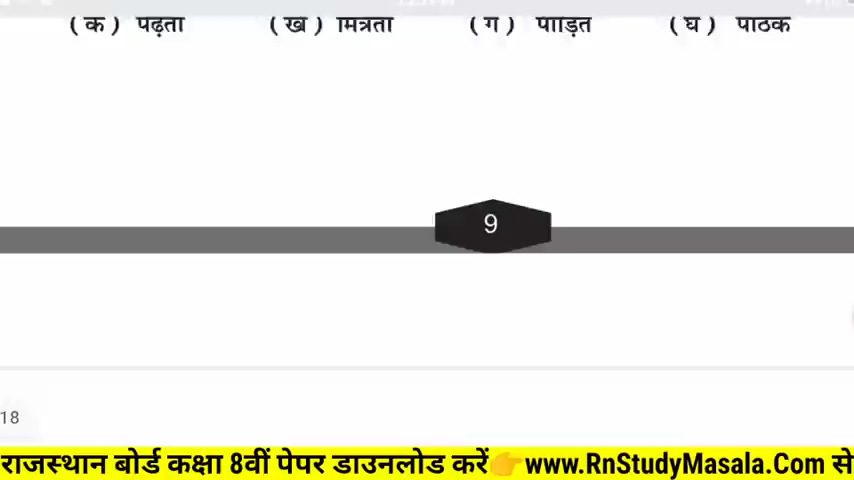 ( क ) पढ़ता ( ख ) मित्रता ( ग ) पीड़ित ( घ ) पाठक
9
18
राजस्थान बोर्ड कक्षा 8वीं पेपर डाउनलोड करें👉www.RnStudyMasala.Com से